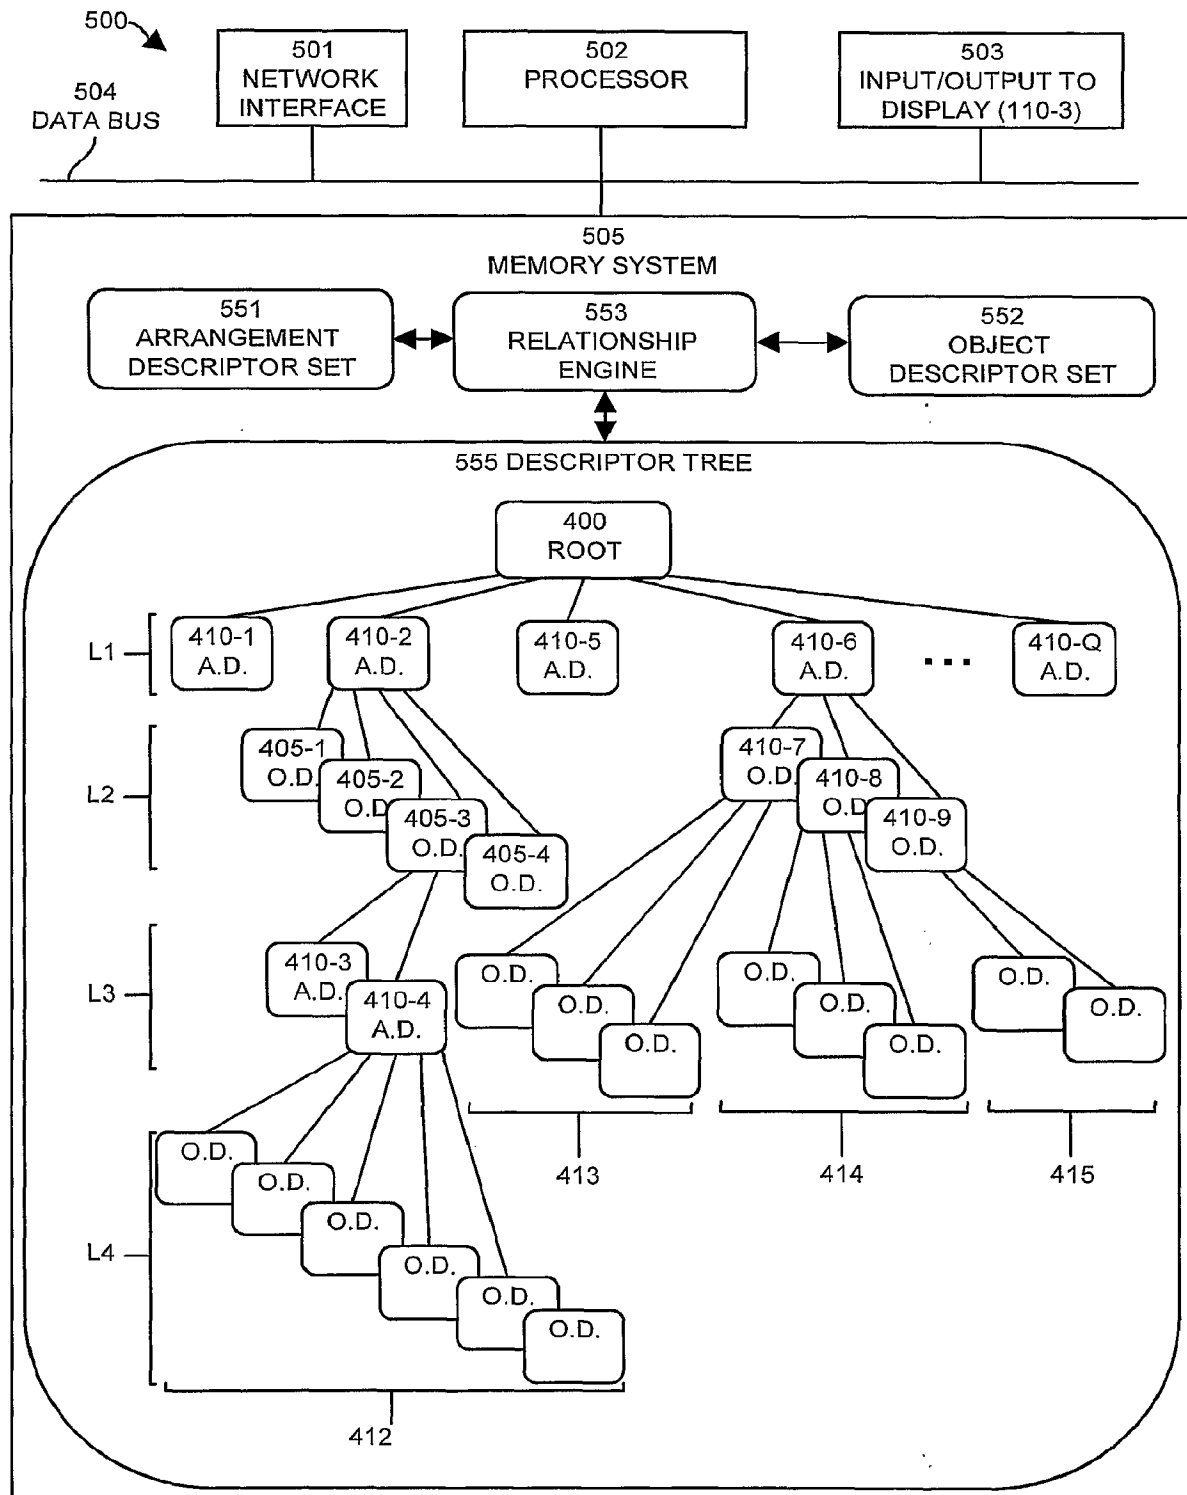 500
501
NETWORK
INTERFACE
502
PROCESSOR
503
INPUT/OUTPUT TO
DISPLAY (110-3)
504
DATA BUS
505
MEMORY SYSTEM
551
ARRANGEMENT
DESCRIPTOR SET
553
RELATIONSHIP
ENGINE
552
OBJECT
DESCRIPTOR SET
555 DESCRIPTOR TREE
400
ROOT
L1
410-1
A.D.
410-2
A.D.
410-5
A.D.
410-6
A.D.
...
410-Q
A.D.
L2
405-1
O.D.
405-2
O.D
405-3
O.D.
405-4
O.D.
410-7
O.D.
410-8
O.D
410-9
O.D.
L3
410-3
A.D.
410-4
A.D.
O.D.
O.D.
O.D.
O.D.
O.D.
O.D.
O.D.
O.D.
413
414
415
L4
O.D.
O.D.
O.D.
O.D.
O.D.
O.D.
412